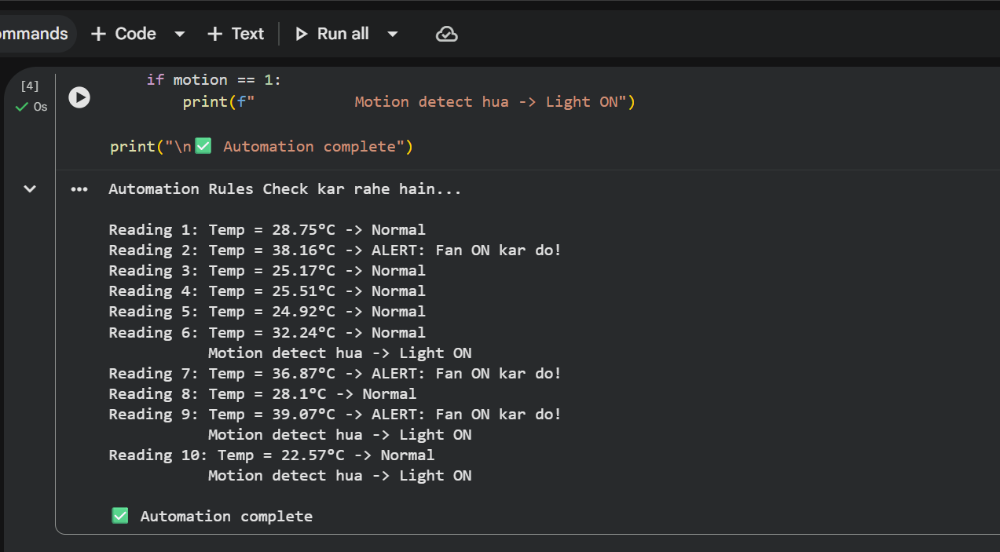 ommands + Code + Text Run all
[4]
0s
if motion == 1:
print(f"          Motion detect hua -> Light ON")
print("\n✅ Automation complete")
Automation Rules Check kar rahe hain...
Reading 1: Temp = 28.75°C -> Normal
Reading 2: Temp = 38.16°C -> ALERT: Fan ON kar do!
Reading 3: Temp = 25.17°C -> Normal
Reading 4: Temp = 25.51°C -> Normal
Reading 5: Temp = 24.92°C -> Normal
Reading 6: Temp = 32.24°C -> Normal
Motion detect hua -> Light ON
Reading 7: Temp = 36.87°C -> ALERT: Fan ON kar do!
Reading 8: Temp = 28.1°C -> Normal
Reading 9: Temp = 39.07°C -> ALERT: Fan ON kar do!
Motion detect hua -> Light ON
Reading 10: Temp = 22.57°C -> Normal
Motion detect hua -> Light ON
✅ Automation complete